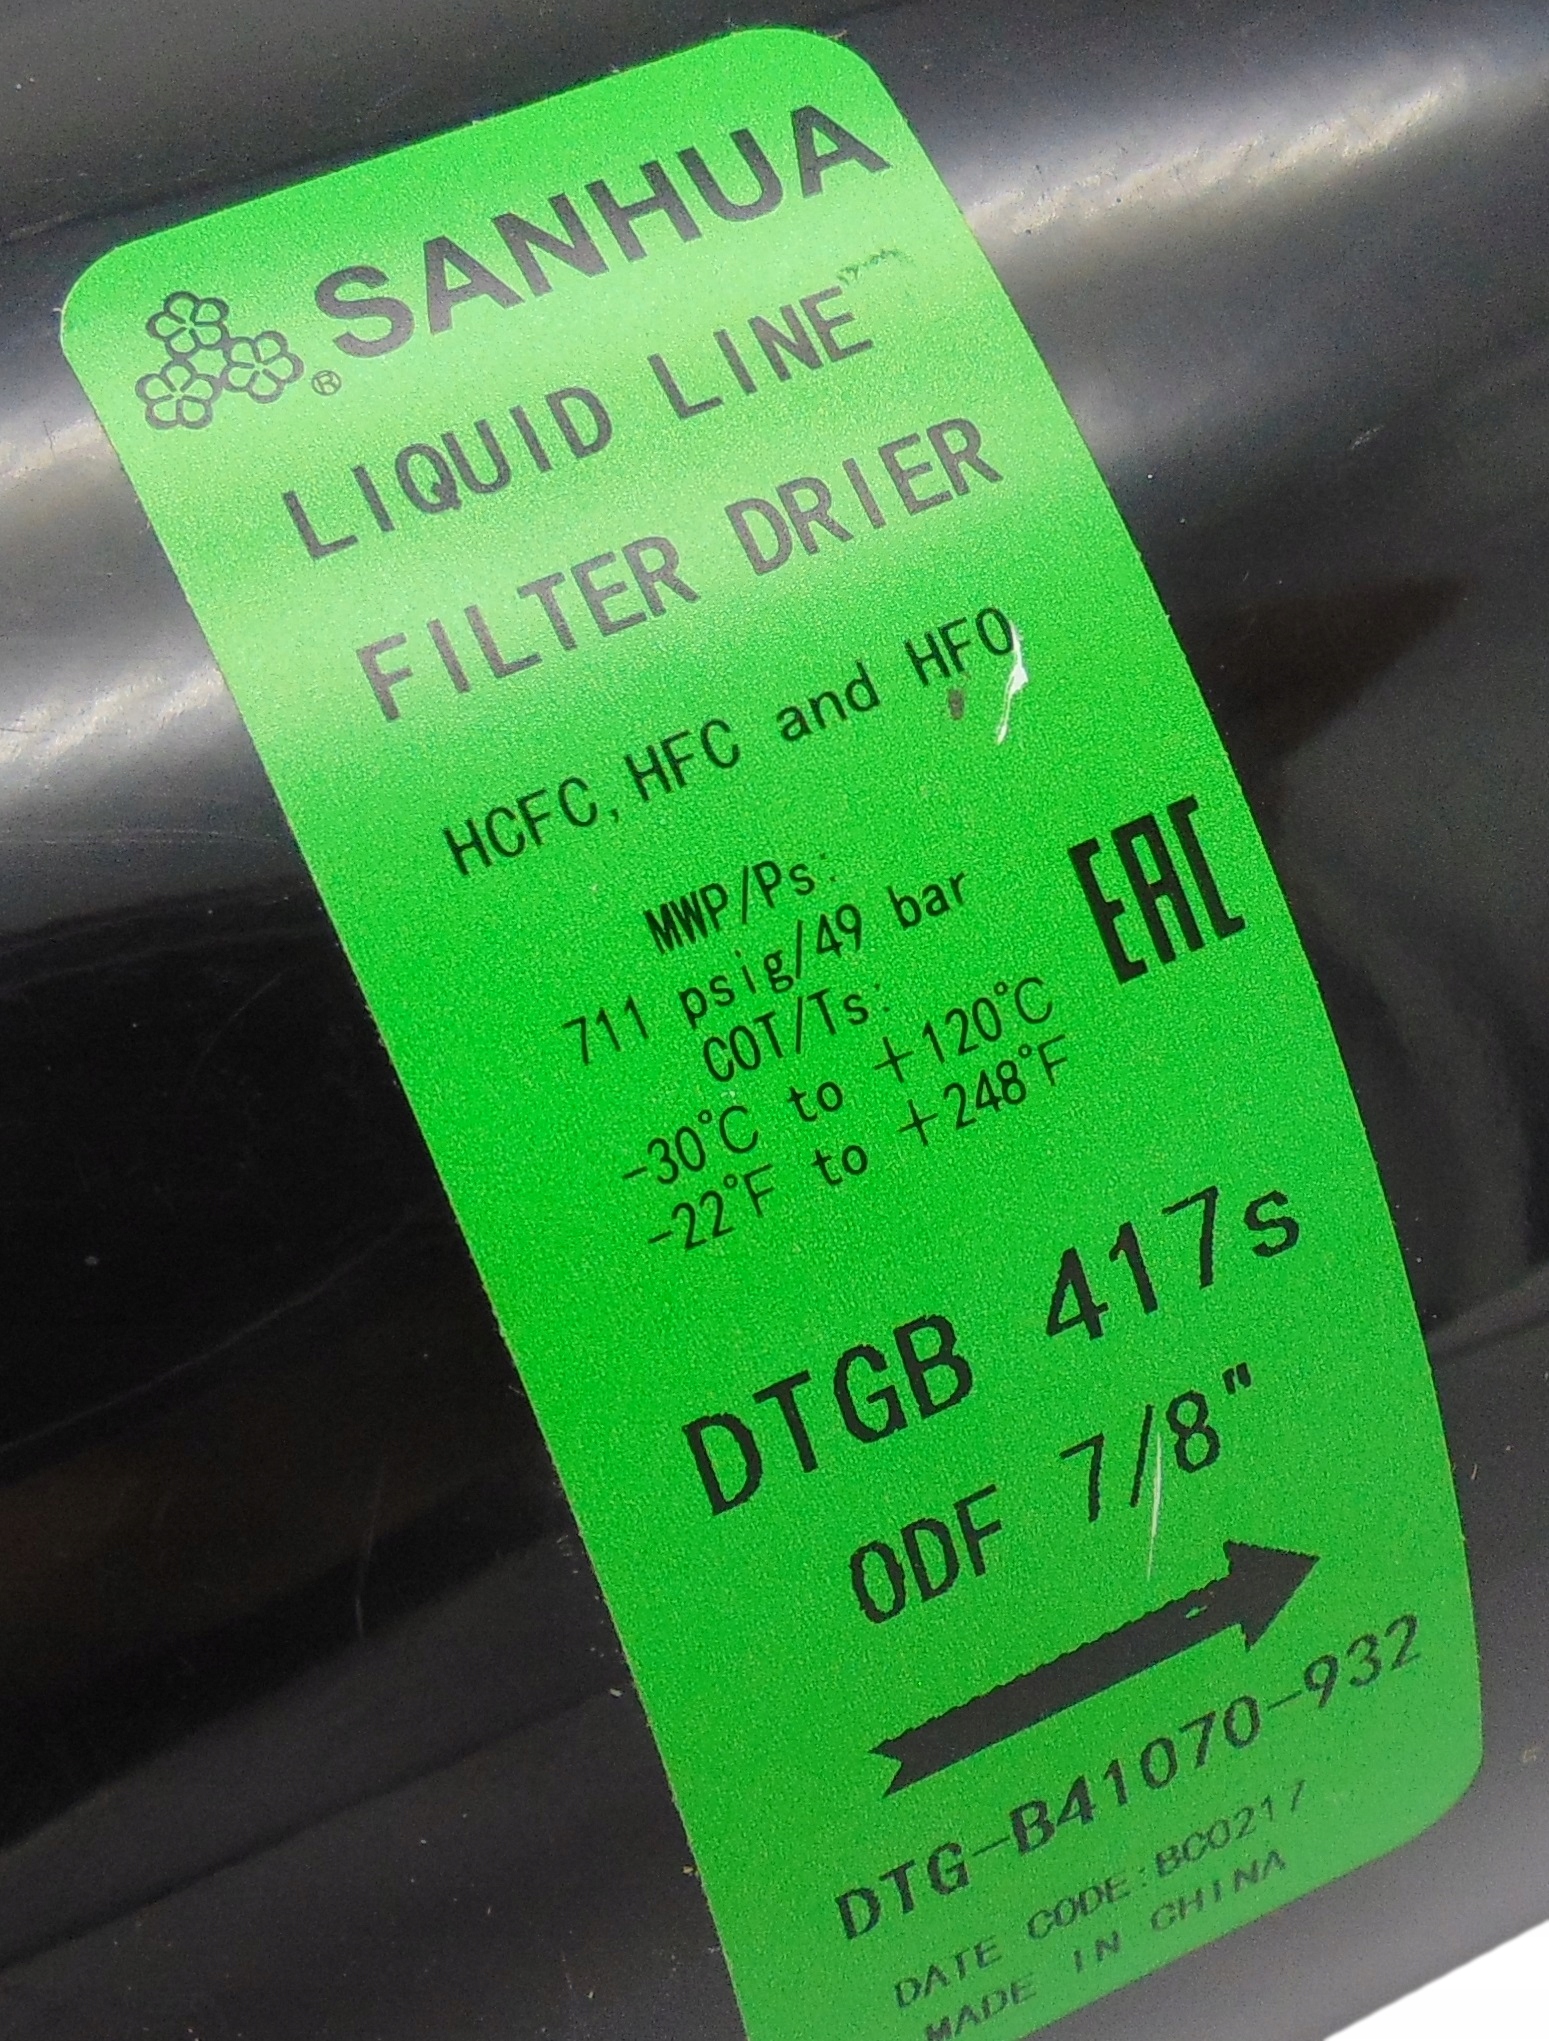 SANHUA
®
LIQUID LINE
FILTER DRIER
HCFC, HFC and HFO
MWP/Ps:
711 psig/49 bar
COT/Ts:
-30°C to +120°C
-22°F to +248°F
EAC
DTGB 417s
ODF 7/8"
DTG-B41070-932
DATE CODE:BC0217
MADE IN CHINA